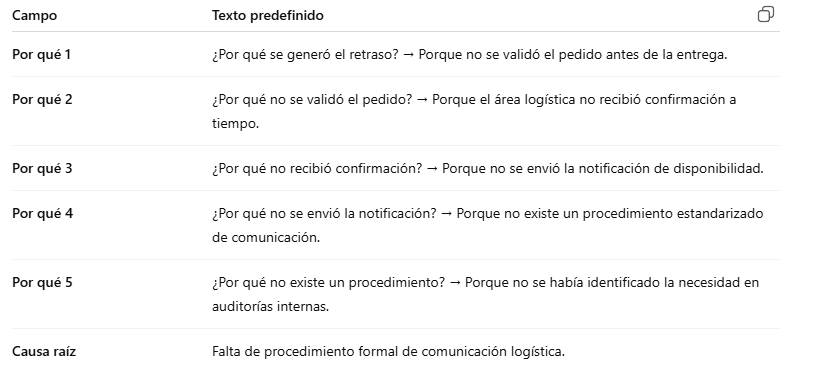 Campo Texto predefinido
Por qué 1 ¿Por qué se generó el retraso? → Porque no se validó el pedido antes de la entrega.
Por qué 2 ¿Por qué no se validó el pedido? → Porque el área logística no recibió confirmación a
tiempo.
Por qué 3 ¿Por qué no recibió confirmación? → Porque no se envió la notificación de disponibilidad.
Por qué 4 ¿Por qué no se envió la notificación? → Porque no existe un procedimiento estandarizado
de comunicación.
Por qué 5 ¿Por qué no existe un procedimiento? → Porque no se había identificado la necesidad en
auditorías internas.
Causa raíz Falta de procedimiento formal de comunicación logística.